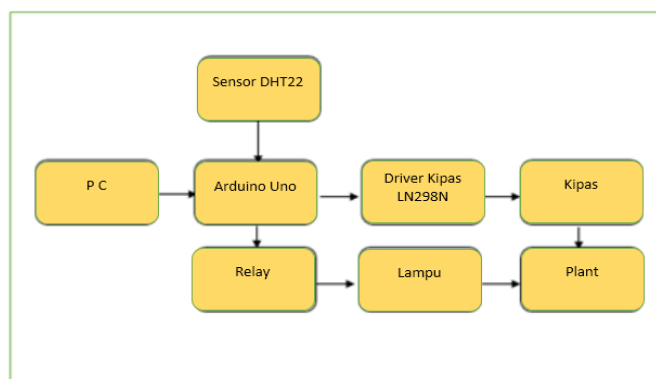 Sensor DHT22
P C
Arduino Uno
Driver Kipas
LN298N
Kipas
Relay
Lampu
Plant